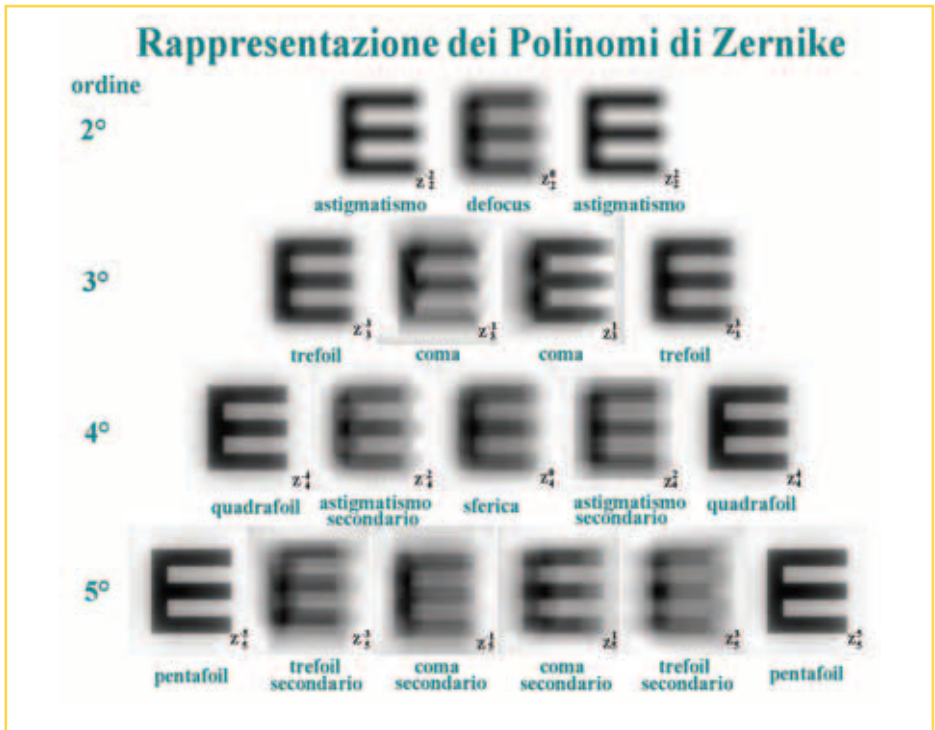 Rappresentazione dei Polinomi di Zernike
ordine
2°
E E E
astigmatismo defocus astigmatismo
3°
E E E E
trefoil coma coma trefoil
4°
E E E E E
quadrafoil astigmatismo secondario sferica astigmatismo secondario quadrafoil
5°
E E E E E E
pentafoil trefoil secondario coma secondario coma secondario trefoil secondario pentafoil